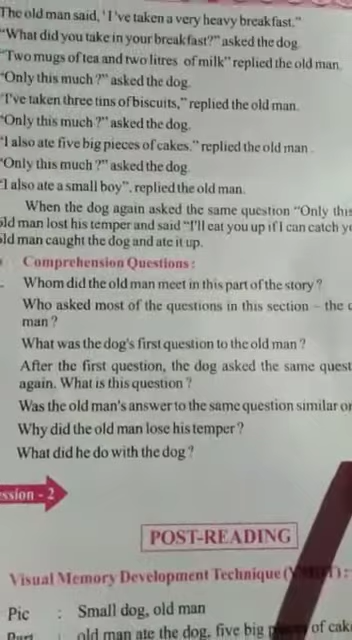 The old man said, 'I've taken a very heavy breakfast."
"What did you take in your breakfast?" asked the dog.
"Two mugs of tea and two litres of milk" replied the old man.
"Only this much ?" asked the dog.
"I've taken three tins of biscuits," replied the old man.
"Only this much ?" asked the dog.
"I also ate five big pieces of cakes." replied the old man.
"Only this much ?" asked the dog.
"I also ate a small boy". replied the old man.
When the dog again asked the same question "Only this
old man lost his temper and said "I'll eat you up if I can catch
old man caught the dog and ate it up.
Comprehension Questions :
Whom did the old man meet in this part of the story ?
Who asked most of the questions in this section – the
man ?
What was the dog's first question to the old man ?
After the first question, the dog asked the same quest
again. What is this question ?
Was the old man's answer to the same question similar or
Why did the old man lose his temper ?
What did he do with the dog ?
ession - 2
POST-READING
Visual Memory Development Technique
Pic : Small dog, old man
Part : old man ate the dog, five big of cak